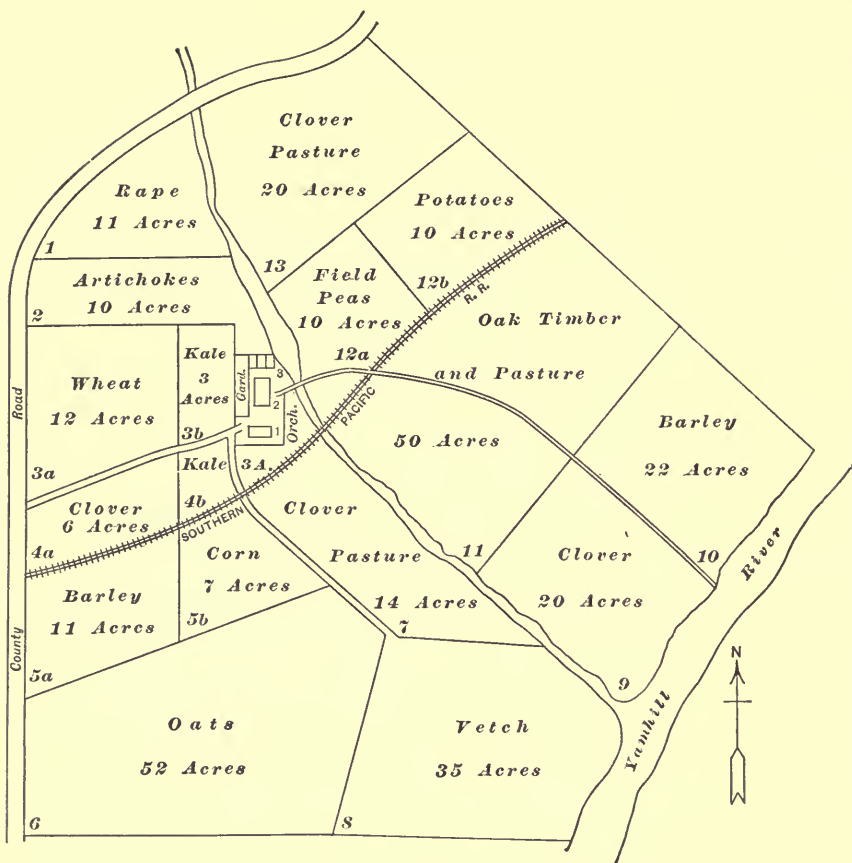 Clover
Pasture
20 Acres
13
Rape
11 Acres
1
Potatoes
10 Acres
12b
Artichokes
10 Acres
2
Field
Peas
10 Acres
12a
R. R.
Oak Timber
and Pasture
50 Acres
11
Kale
3
Acres
3b
Gard.
3
2
1
Orch.
Wheat
12 Acres
3a
Road
PACIFIC
Barley
22 Acres
10
Kale 3A.
4b
SOUTHERN
Clover
6 Acres
4a
Clover
Pasture
14 Acres
7
Clover
20 Acres
9
Corn
7 Acres
5b
Barley
11 Acres
5a
County
River
Yamhill
N
Oats
52 Acres
6
Vetch
35 Acres
8